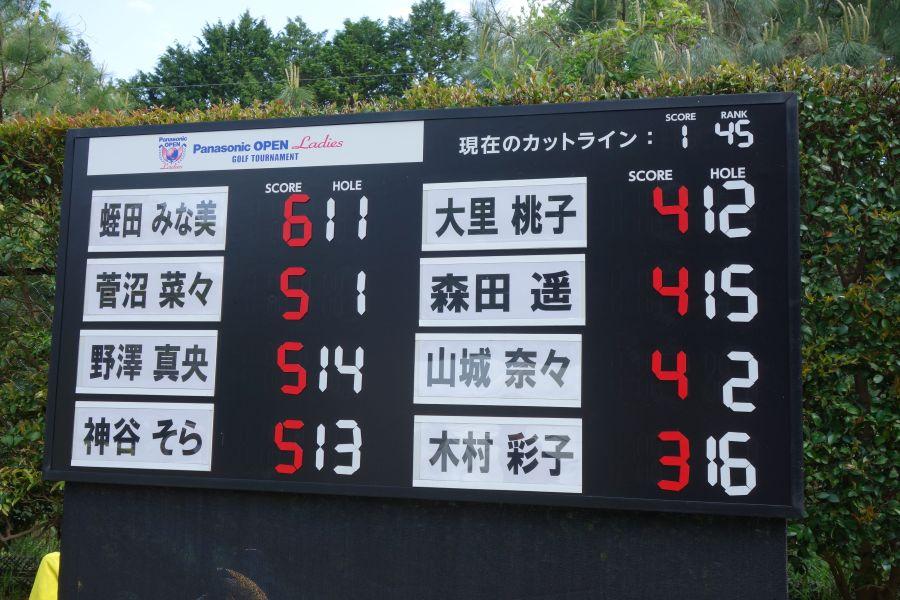 Panasonic OPEN Ladies
Panasonic OPEN Ladies
GOLF TOURNAMENT
現在のカットライン： SCORE 1 RANK 45
SCORE HOLE
蛭田 みな美 6 11
菅沼 菜々 5 1
野澤 真央 5 14
神谷 そら 5 13
SCORE HOLE
大里 桃子 4 12
森田 遥 4 15
山城 奈々 4 2
木村 彩子 3 16